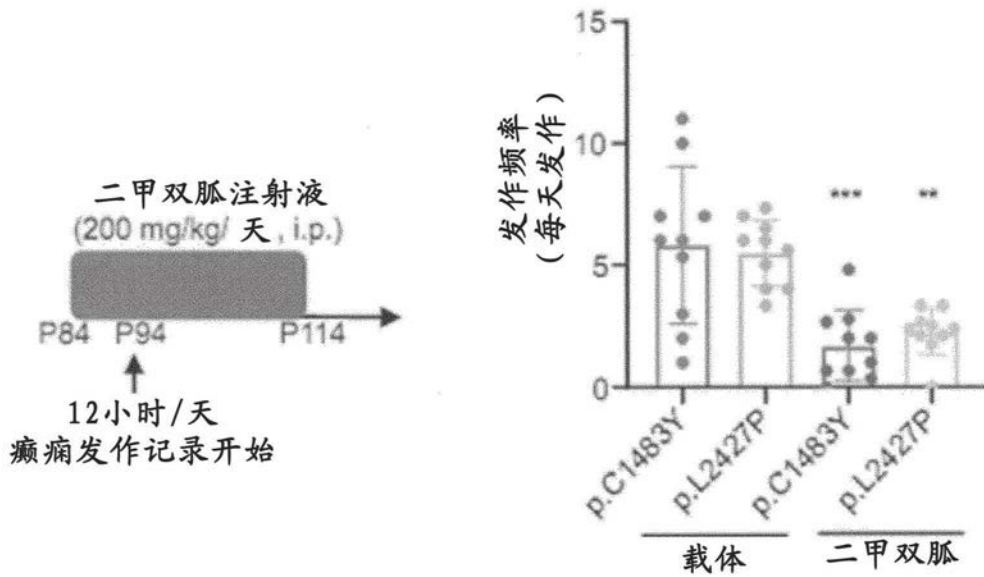 二甲双胍注射液
(200 mg/kg/ 天 , i.p.)
P84 P94 P114
12小时/天
癫痫发作记录开始
发作频率
(每天发作)
15
10
5
0
*** **
p.C1483Y p.L2427P p.C1483Y p.L2427P
载体 二甲双胍